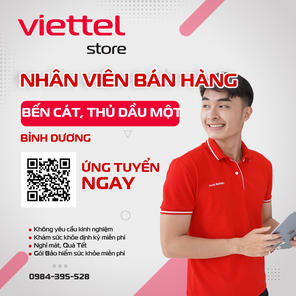 viettel
store
NHÂN VIÊN BÁN HÀNG
BẾN CÁT, THỦ DẦU MỘT
BÌNH DƯƠNG
ỨNG TUYỂN
NGAY
Không yêu cầu kinh nghiệm
Khám sức khỏe định kỳ miễn phí
Nghỉ mát, Quà Tết
Gói Bảo hiểm sức khỏe miễn phí
0984-395-528